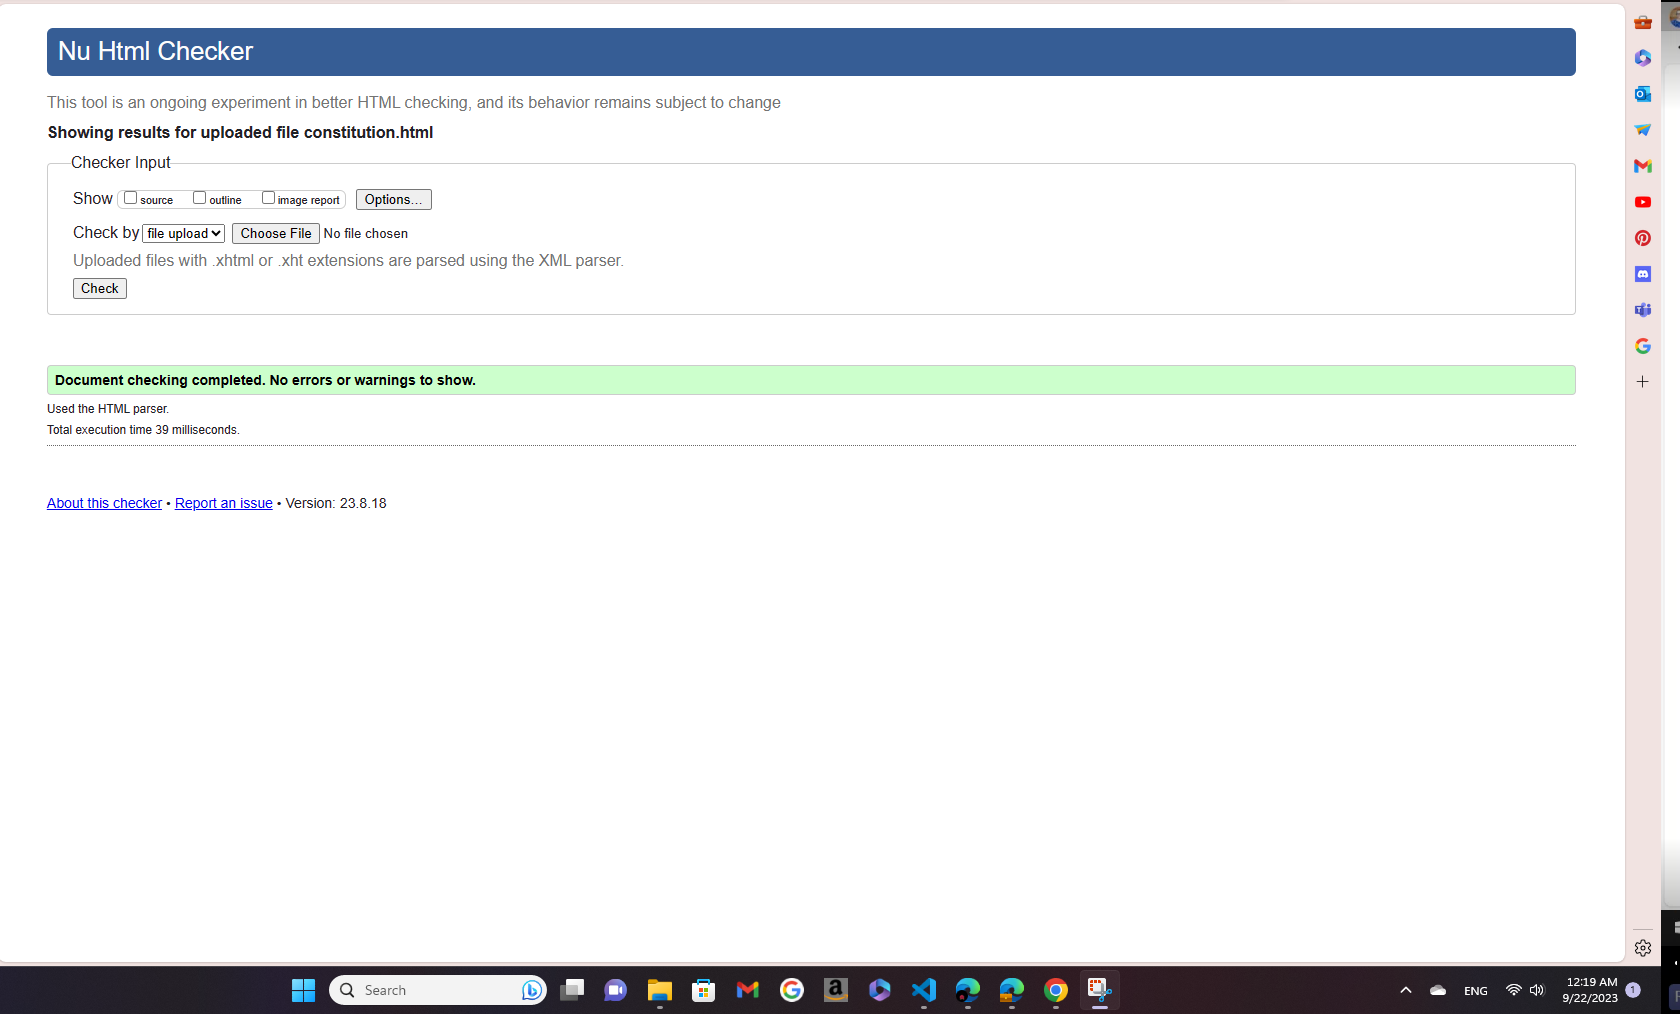 Nu Html Checker
This tool is an ongoing experiment in better HTML checking, and its behavior remains subject to change
Showing results for uploaded file constitution.html
Checker Input
Show source outline image report Options...
Check by file upload Choose File No file chosen
Uploaded files with .xhtml or .xht extensions are parsed using the XML parser.
Check
Document checking completed. No errors or warnings to show.
Used the HTML parser.
Total execution time 39 milliseconds.
About this checker • Report an issue • Version: 23.8.18
Search
ENG
12:19 AM
9/22/2023
1